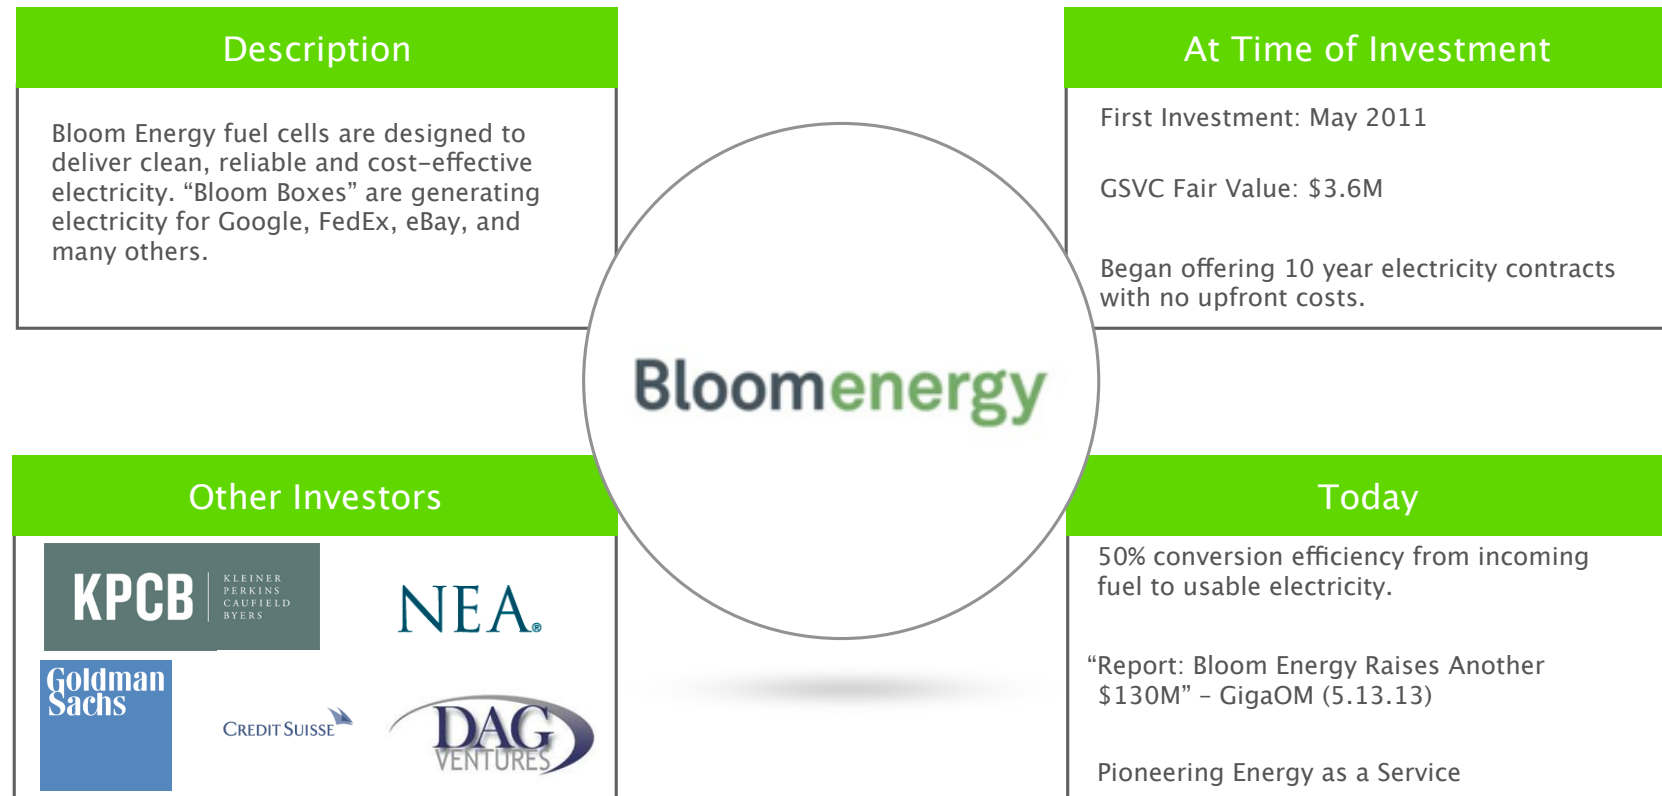 Description
Bloom Energy fuel cells are designed to
deliver clean, reliable and cost-effective
electricity. “Bloom Boxes” are generating
electricity for Google, FedEx, eBay, and
many others.
At Time of Investment
First Investment: May 2011
GSVC Fair Value: $3.6M
Began offering 10 year electricity contracts
with no upfront costs.
Bloomenergy
Other Investors
KPCB
KLEINER
PERKINS
CAUFIELD
BYERS
NEA®
Goldman
Sachs
CREDIT SUISSE
DAG
VENTURES
Today
50% conversion efficiency from incoming
fuel to usable electricity.
“Report: Bloom Energy Raises Another
$130M” – GigaOM (5.13.13)
Pioneering Energy as a Service